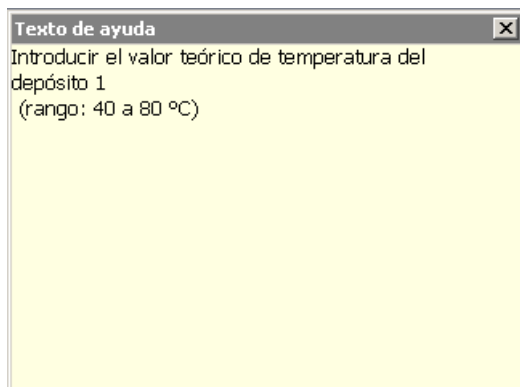 Texto de ayuda
Introducir el valor teórico de temperatura del
depósito 1
(rango: 40 a 80 ºC)